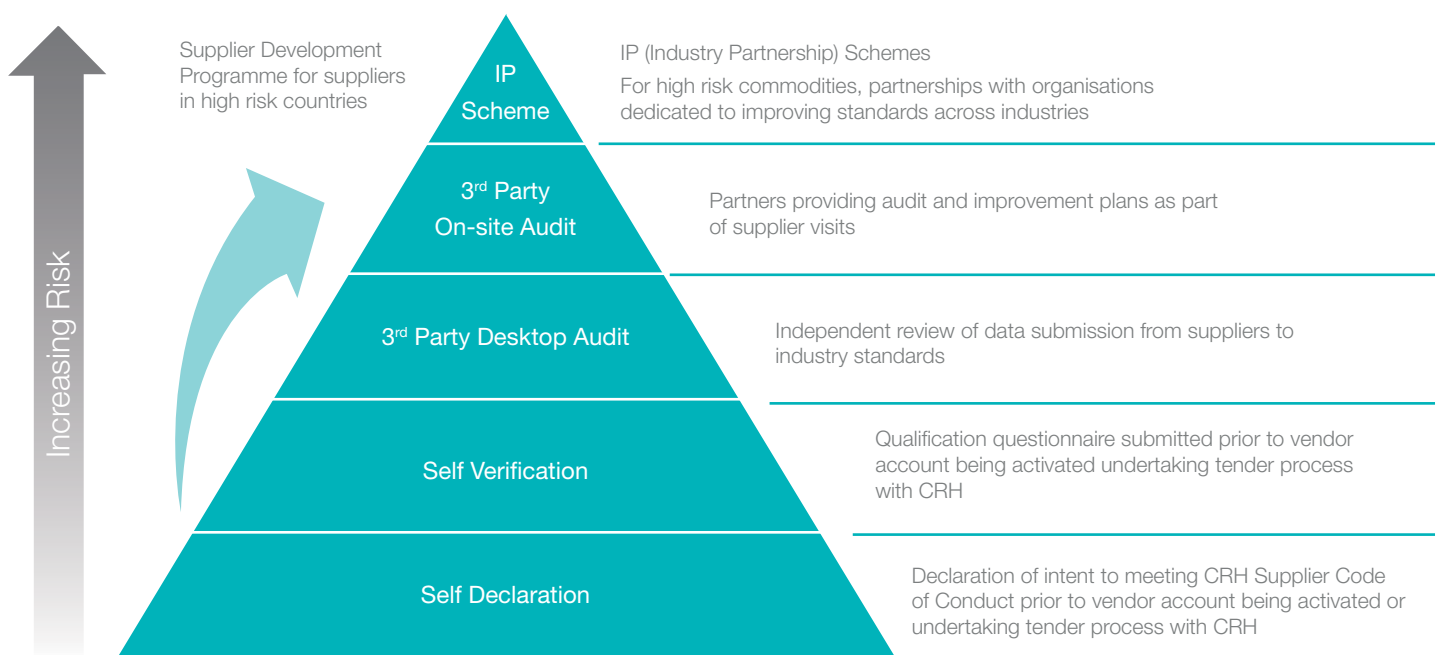 Increasing Risk
Supplier Development
Programme for suppliers
in high risk countries
IP
Scheme
IP (Industry Partnership) Schemes
For high risk commodities, partnerships with organisations
dedicated to improving standards across industries
3rd Party
On-site Audit
Partners providing audit and improvement plans as part
of supplier visits
3rd Party Desktop Audit
Independent review of data submission from suppliers to
industry standards
Self Verification
Qualification questionnaire submitted prior to vendor
account being activated undertaking tender process
with CRH
Self Declaration
Declaration of intent to meeting CRH Supplier Code
of Conduct prior to vendor account being activated or
undertaking tender process with CRH